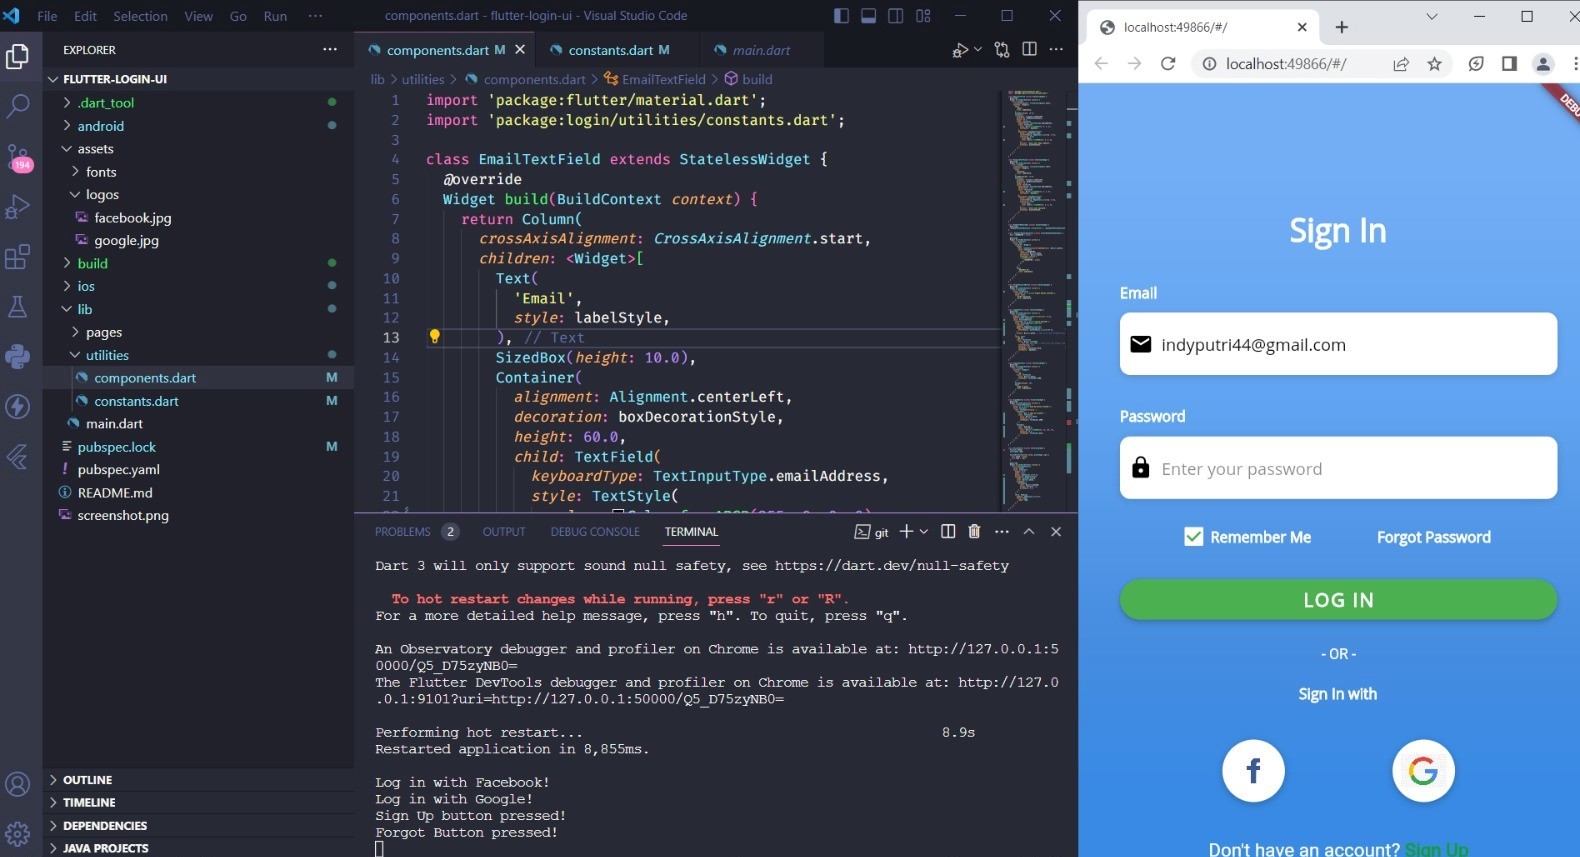 File Edit Selection View Go Run ··· components.dart - flutter-login-ui - Visual Studio Code
EXPLORER ···
FLUTTER-LOGIN-UI
.dart_tool
android
assets
fonts
logos
facebook.jpg
google.jpg
build
ios
lib
pages
utilities
components.dart M
constants.dart M
main.dart
pubspec.lock M
pubspec.yaml
README.md
screenshot.png
OUTLINE
TIMELINE
DEPENDENCIES
JAVA PROJECTS
194
components.dart M constants.dart M main.dart
lib > utilities > components.dart > EmailTextField > build
1 import 'package:flutter/material.dart';
2 import 'package:login/utilities/constants.dart';
3
4 class EmailTextField extends StatelessWidget {
5 @override
6 Widget build(BuildContext context) {
7 return Column(
8 crossAxisAlignment: CrossAxisAlignment.start,
9 children: <Widget>[
10 Text(
11 'Email',
12 style: labelStyle,
13 ), // Text
14 SizedBox(height: 10.0),
15 Container(
16 alignment: Alignment.centerLeft,
17 decoration: boxDecorationStyle,
18 height: 60.0,
19 child: TextField(
20 keyboardType: TextInputType.emailAddress,
21 style: TextStyle(
PROBLEMS 2 OUTPUT DEBUG CONSOLE TERMINAL git
Dart 3 will only support sound null safety, see https://dart.dev/null-safety
To hot restart changes while running, press "r" or "R".
For a more detailed help message, press "h". To quit, press "q".
An Observatory debugger and profiler on Chrome is available at: http://127.0.0.1:5
0000/Q5_D75zyNB0=
The Flutter DevTools debugger and profiler on Chrome is available at: http://127.0
.0.1:9101?uri=http://127.0.0.1:50000/Q5_D75zyNB0=
Performing hot restart... 8.9s
Restarted application in 8,855ms.
Log in with Facebook!
Log in with Google!
Sign Up button pressed!
Forgot Button pressed!
localhost:49866/#/
localhost:49866/#/
Sign In
Email
indyputri44@gmail.com
Password
Enter your password
Remember Me Forgot Password
LOG IN
- OR -
Sign In with
Don't have an account? Sign Up